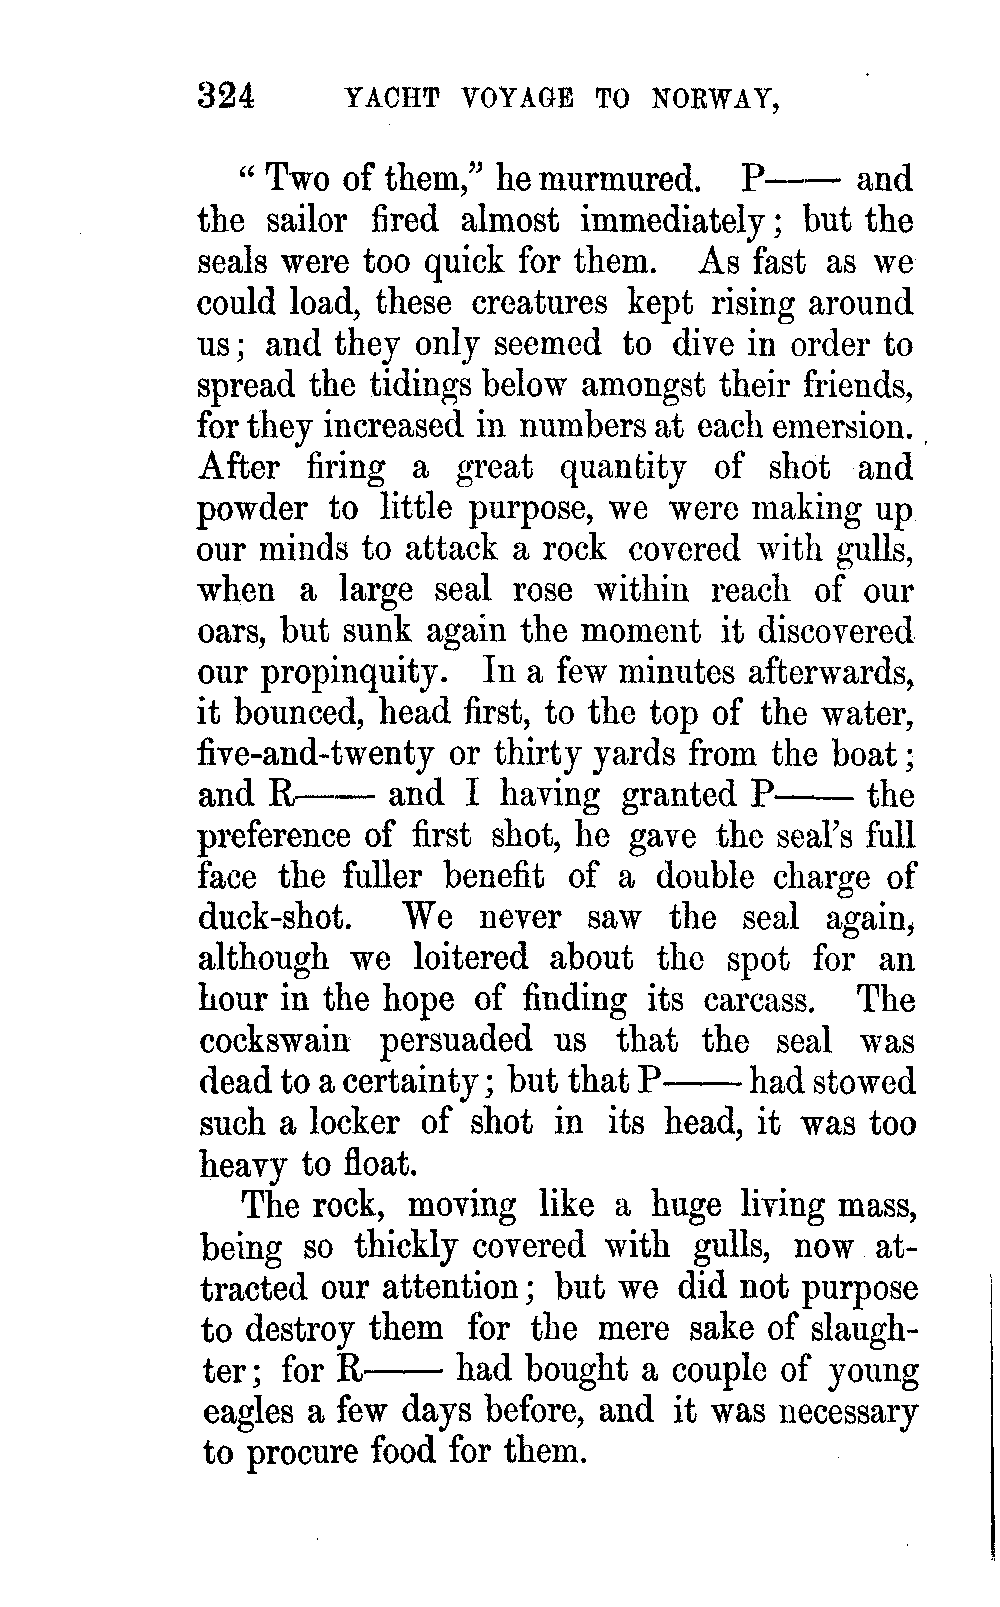 324 YACHT VOYAGE TO NORWAY,
“ Two of them,” he murmured. P—— and
the sailor fired almost immediately; but the
seals were too quick for them. As fast as we
could load, these creatures kept rising around
us; and they only seemed to dive in order to
spread the tidings below amongst their friends,
for they increased in numbers at each emersion.
After firing a great quantity of shot and
powder to little purpose, we were making up
our minds to attack a rock covered with gulls,
when a large seal rose within reach of our
oars, but sunk again the moment it discovered
our propinquity. In a few minutes afterwards,
it bounced, head first, to the top of the water,
five-and-twenty or thirty yards from the boat;
and R—— and I having granted P—— the
preference of first shot, he gave the seal’s full
face the fuller benefit of a double charge of
duck-shot. We never saw the seal again,
although we loitered about the spot for an
hour in the hope of finding its carcass. The
cockswain persuaded us that the seal was
dead to a certainty; but that P—— had stowed
such a locker of shot in its head, it was too
heavy to float.
The rock, moving like a huge living mass,
being so thickly covered with gulls, now at-
tracted our attention; but we did not purpose
to destroy them for the mere sake of slaugh-
ter; for R—— had bought a couple of young
eagles a few days before, and it was necessary
to procure food for them.